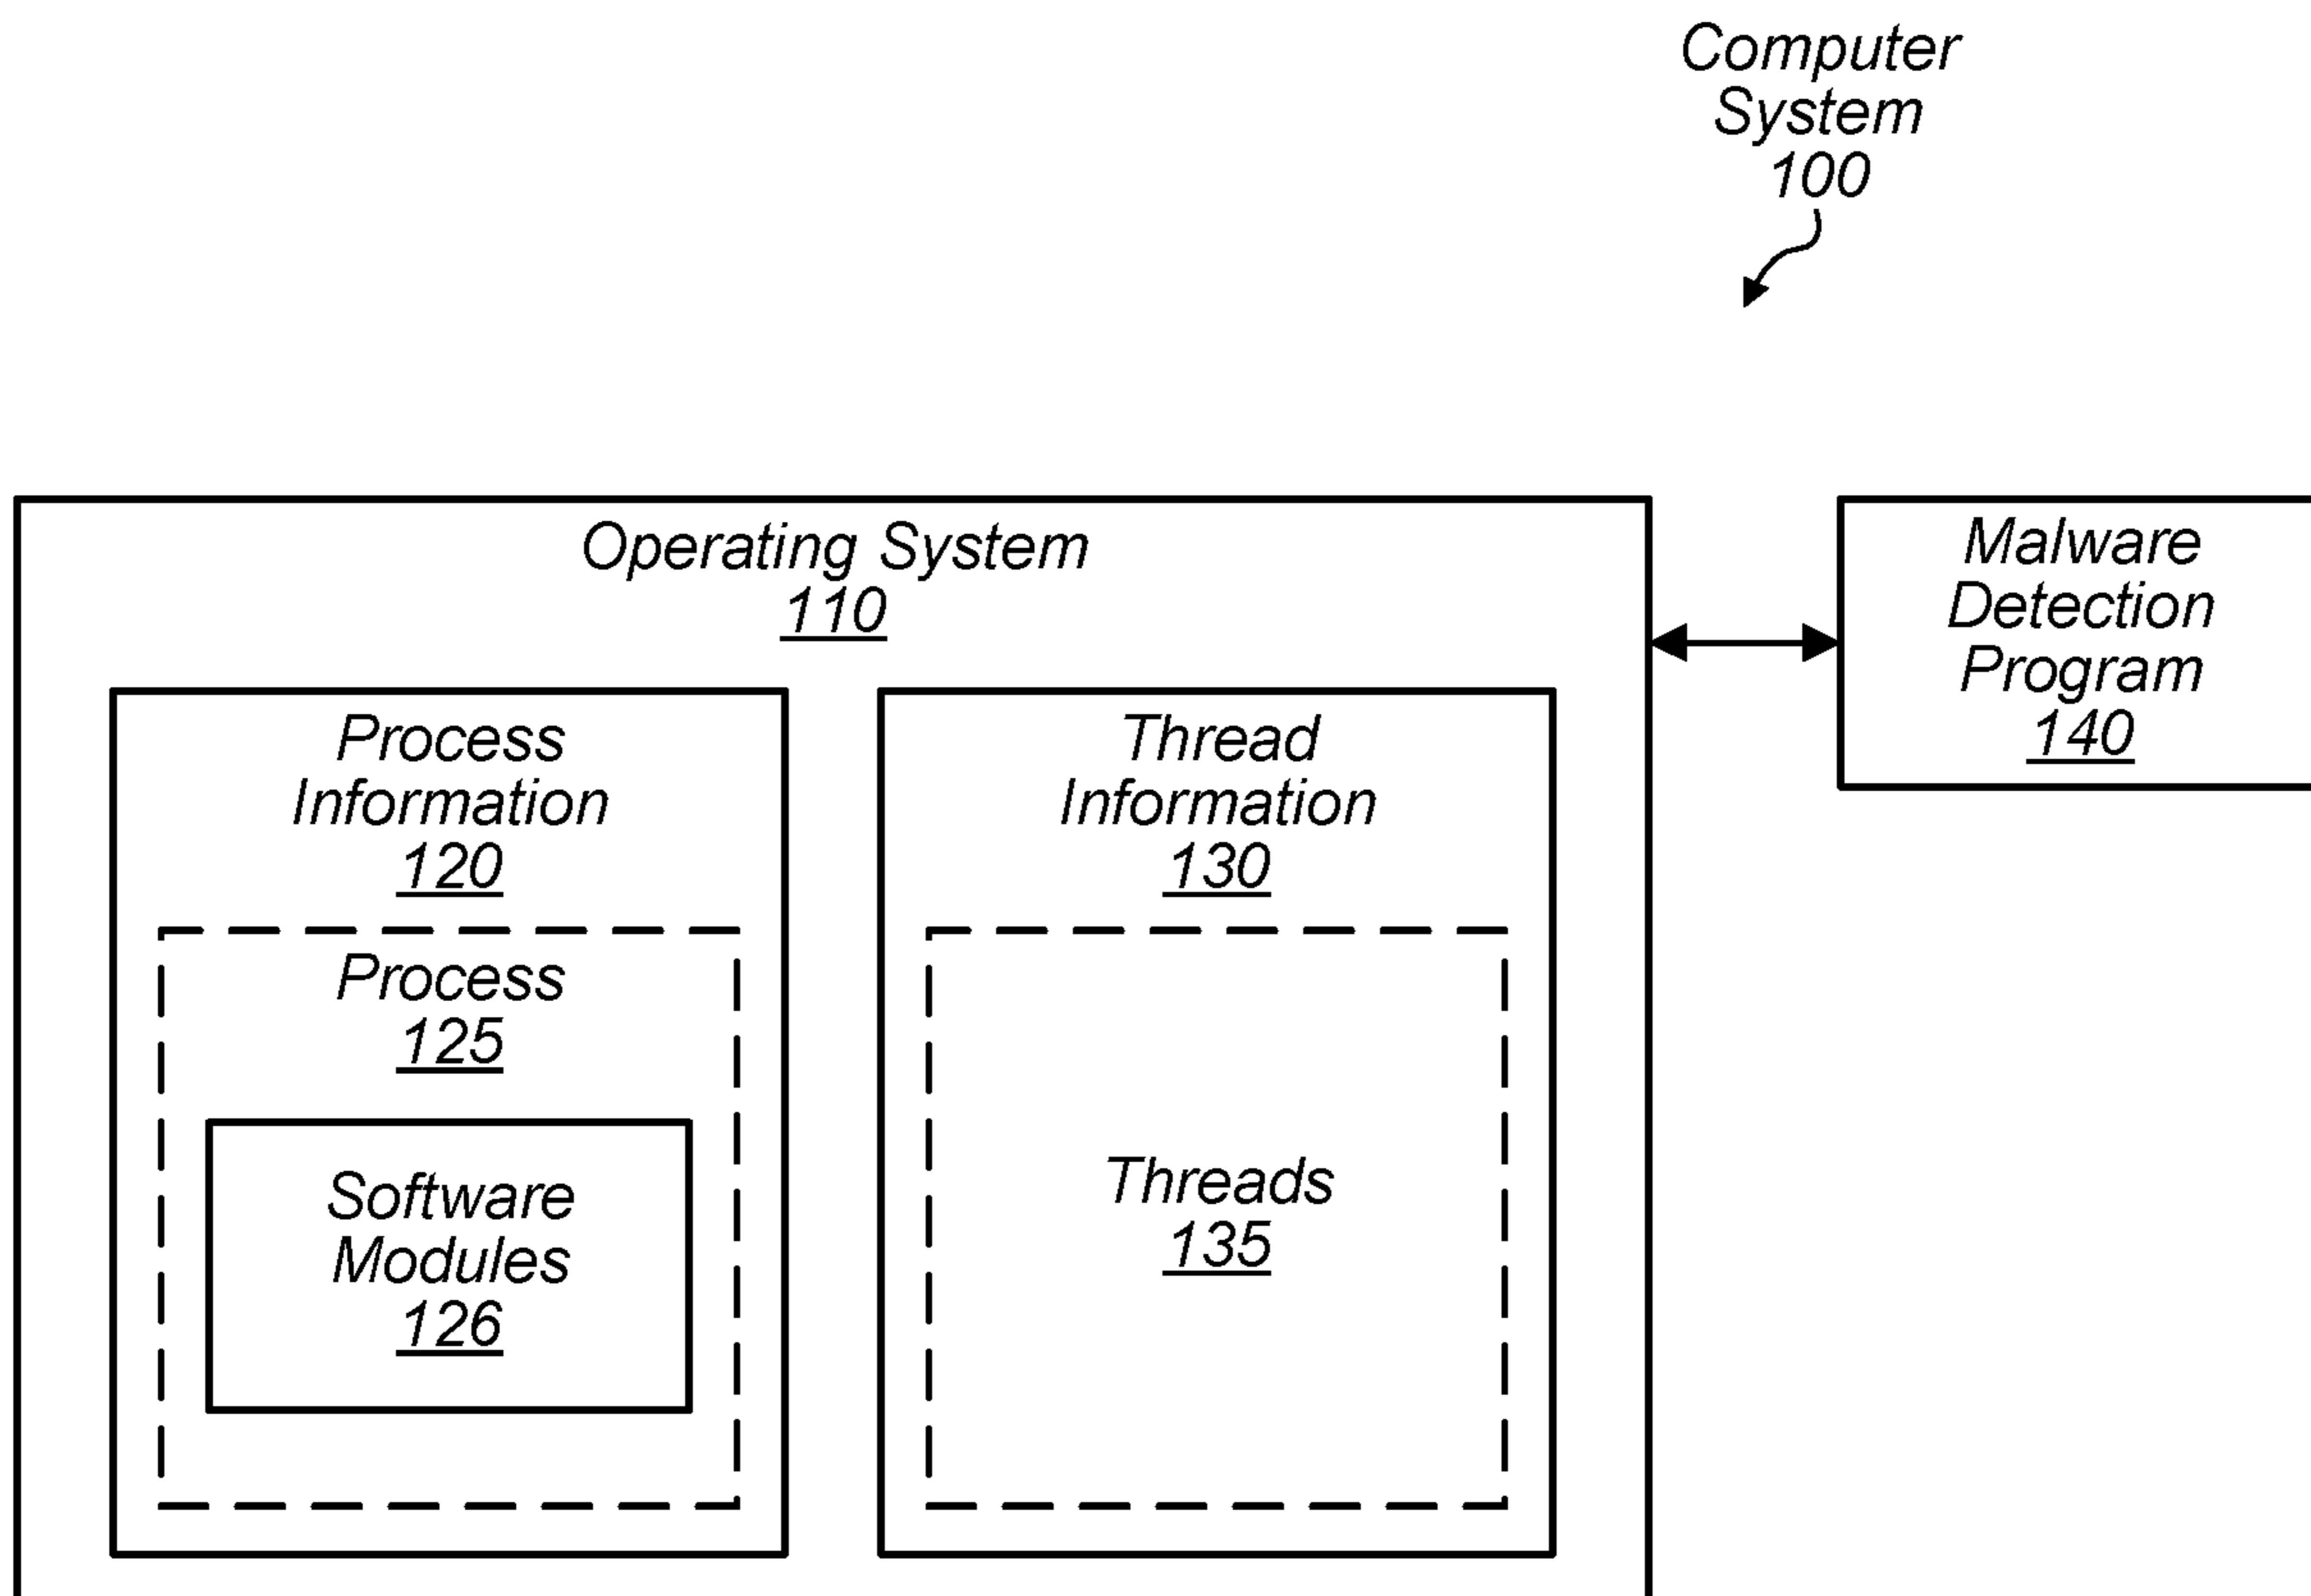 Computer
System
100
Operating System
110
Malware
Detection
Program
140
Process
Information
120
Thread
Information
130
Process
125
Software
Modules
126
Threads
135